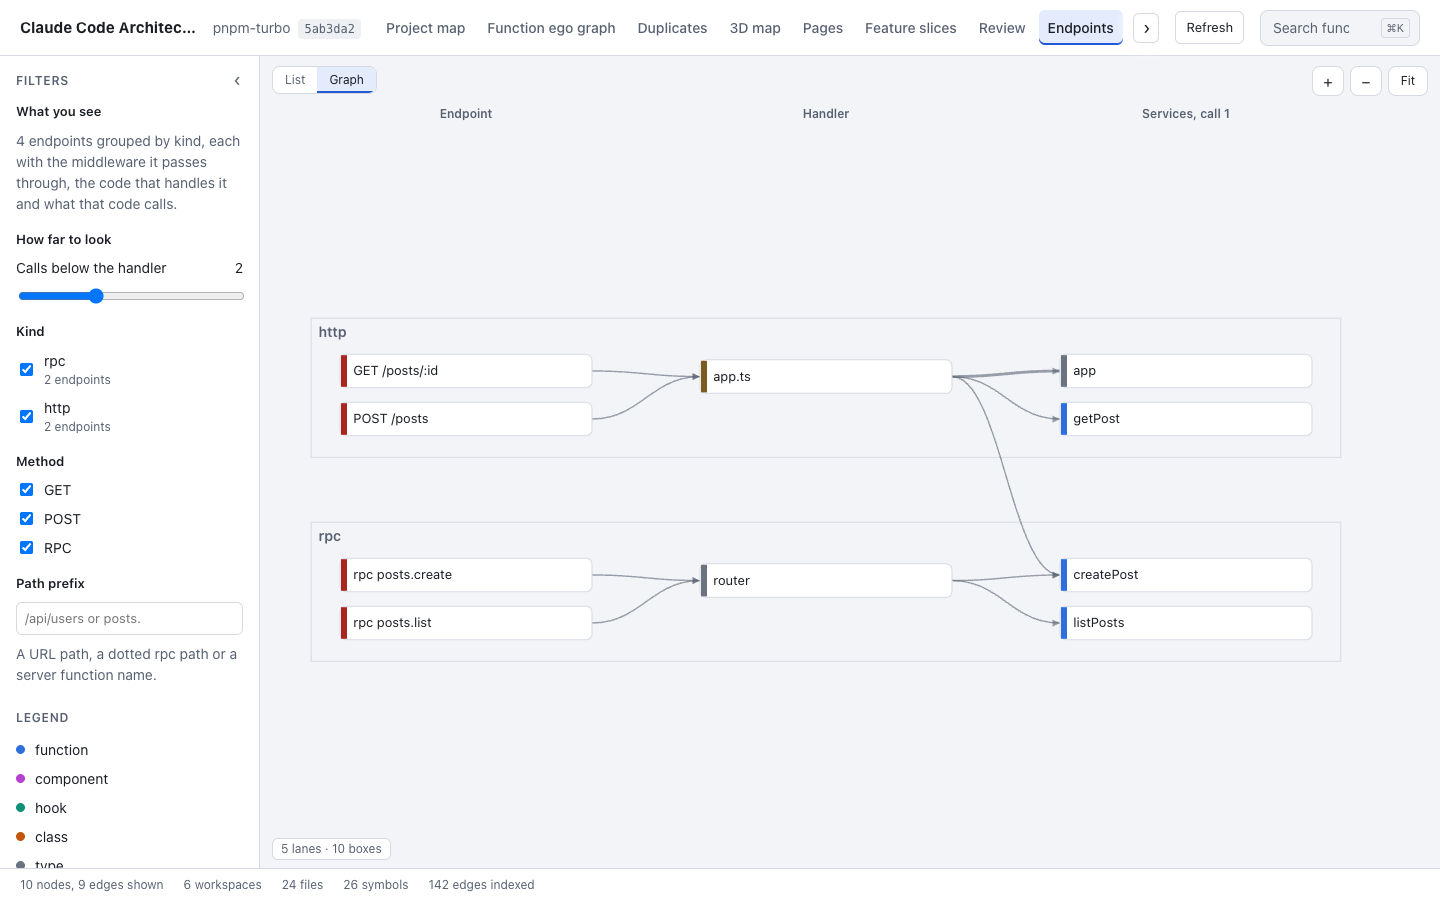 Claude Code Architec... pnpm-turbo 5ab3da2 Project map Function ego graph Duplicates 3D map Pages Feature slices Review Endpoints › Refresh Search func ⌘K
FILTERS ‹
What you see
4 endpoints grouped by kind, each
with the middleware it passes
through, the code that handles it
and what that code calls.
How far to look
Calls below the handler 2
Kind
rpc
2 endpoints
http
2 endpoints
Method
GET
POST
RPC
Path prefix
/api/users or posts.
A URL path, a dotted rpc path or a
server function name.
LEGEND
function
component
hook
class
type
List Graph + − Fit
Endpoint Handler Services, call 1
http
GET /posts/:id app.ts app
POST /posts getPost
rpc
rpc posts.create router createPost
rpc posts.list listPosts
5 lanes · 10 boxes
10 nodes, 9 edges shown 6 workspaces 24 files 26 symbols 142 edges indexed